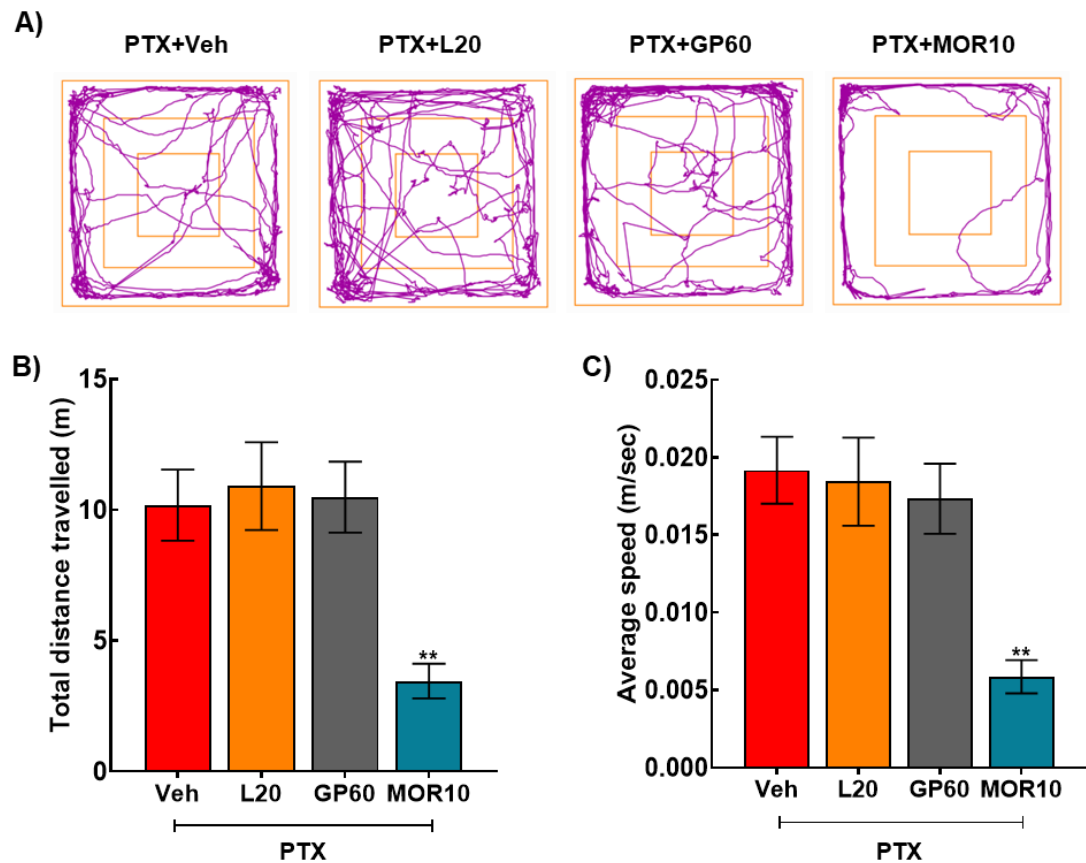 A)
PTX+Veh PTX+L20 PTX+GP60 PTX+MOR10
B)
Total distance travelled (m)
15
10
5
0
**
Veh L20 GP60 MOR10
PTX
C)
Average speed (m/sec)
0.025
0.020
0.015
0.010
0.005
0.000
**
Veh L20 GP60 MOR10
PTX